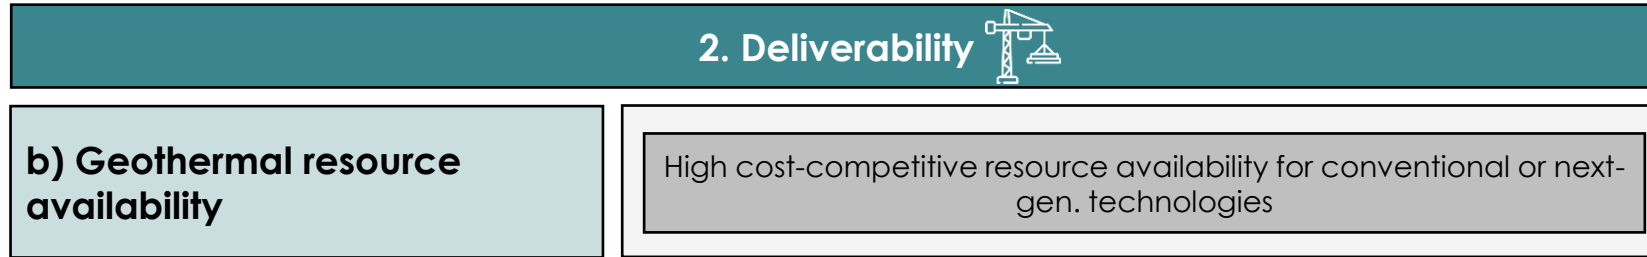 2. Deliverability
b) Geothermal resource
availability
High cost-competitive resource availability for conventional or next-
gen. technologies